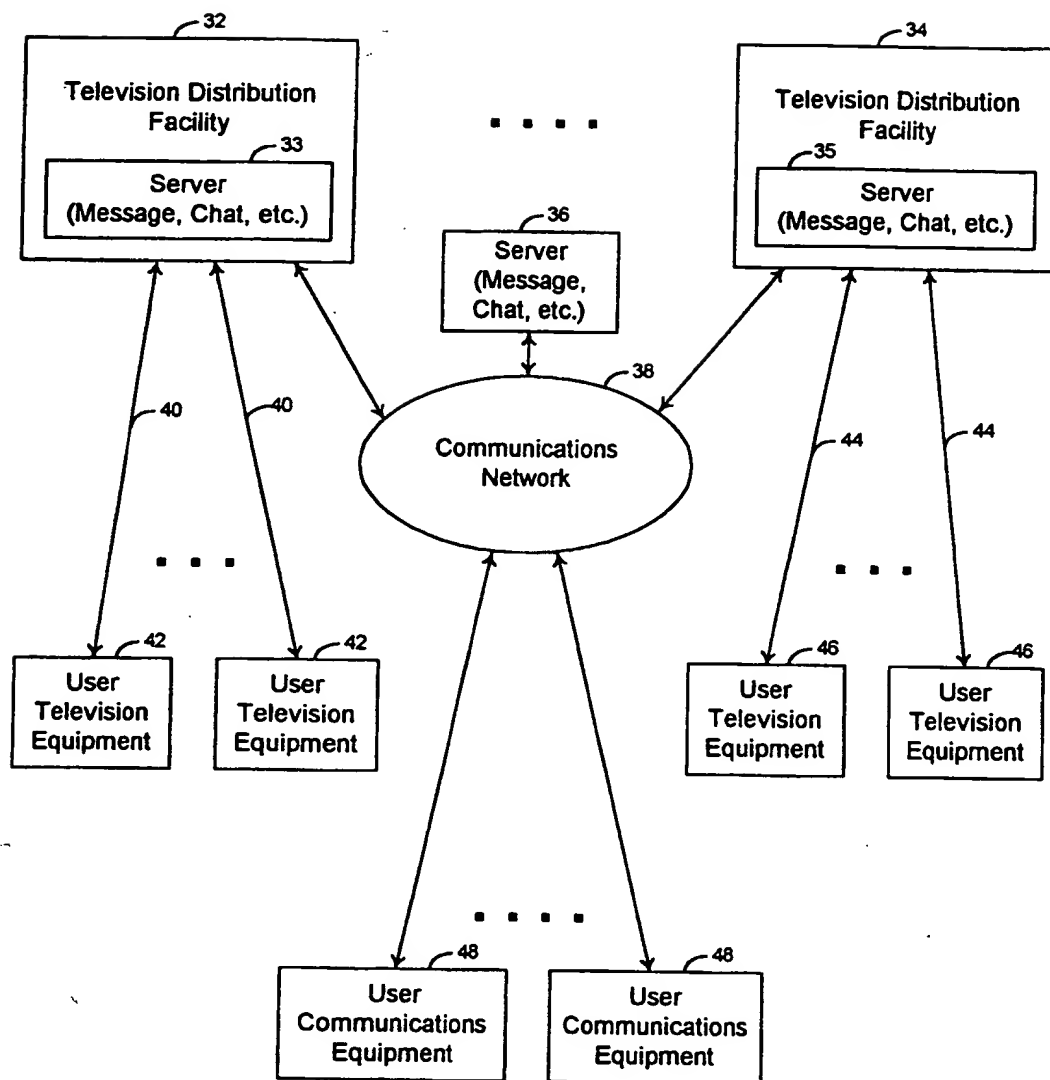 32
Television Distribution
Facility
33
Server
(Message, Chat, etc.)
34
Television Distribution
Facility
35
Server
(Message, Chat, etc.)
36
Server
(Message,
Chat, etc.)
38
Communications
Network
40
40
44
44
42
User
Television
Equipment
42
User
Television
Equipment
46
User
Television
Equipment
46
User
Television
Equipment
48
User
Communications
Equipment
48
User
Communications
Equipment